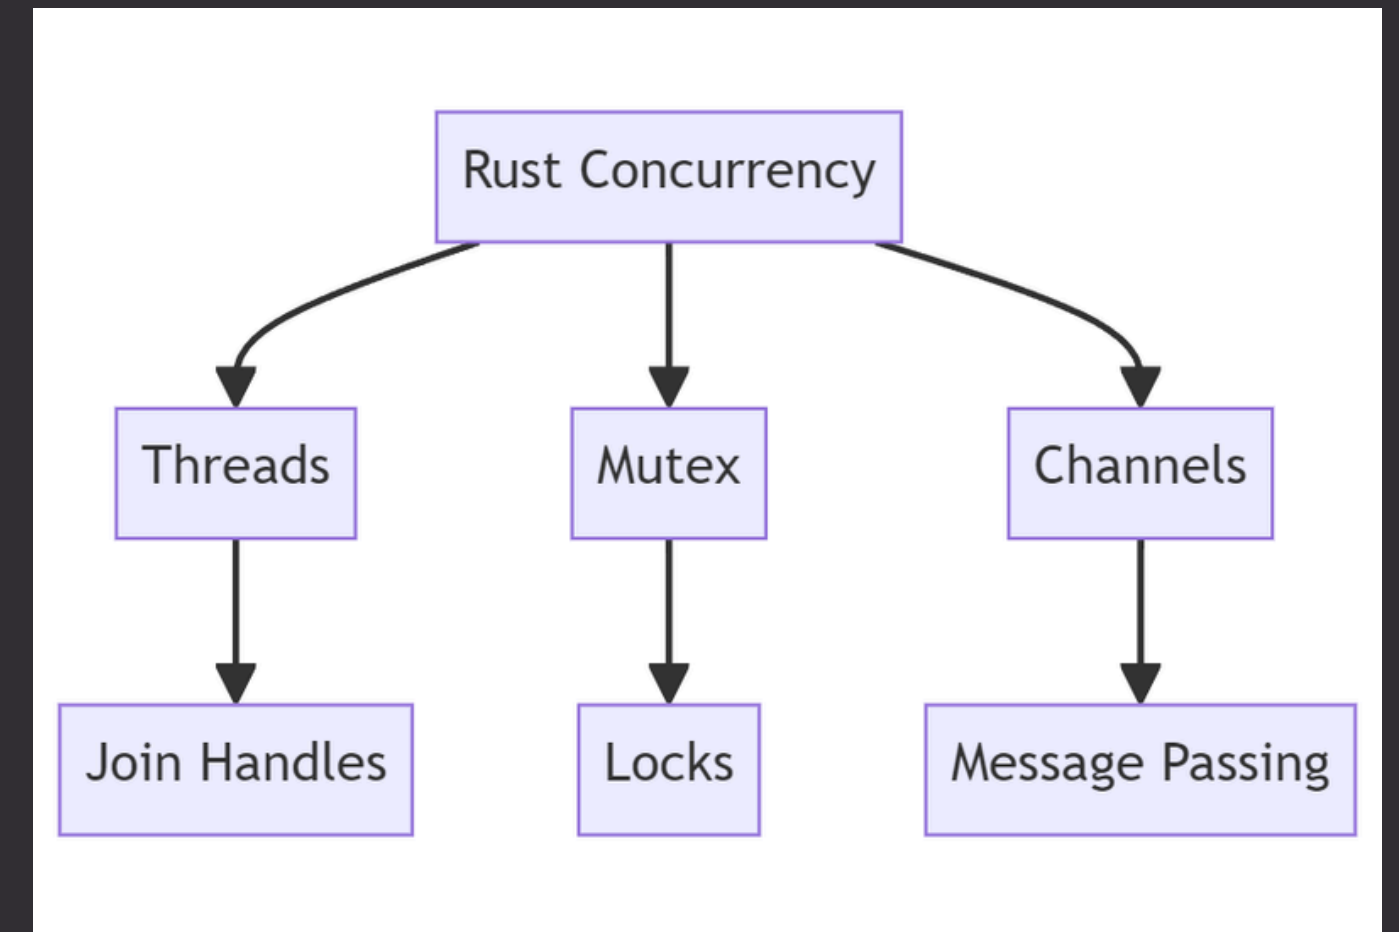 Rust Concurrency
Threads
Mutex
Channels
Join Handles
Locks
Message Passing